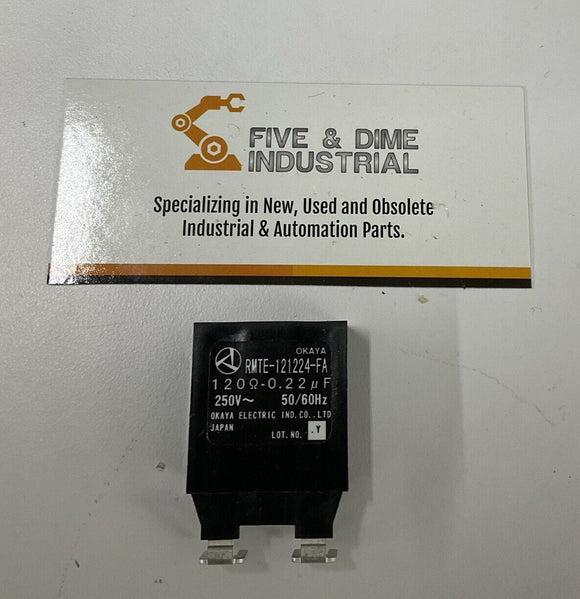 FIVE & DIME
INDUSTRIAL
Specializing in New, Used and Obsolete
Industrial & Automation Parts.
OKAYA
RMTE-121224-FA
120Ω-0.22μF
250V~ 50/60Hz
OKAYA ELECTRIC IND.CO.,LTD
JAPAN
LOT.NO. .Y